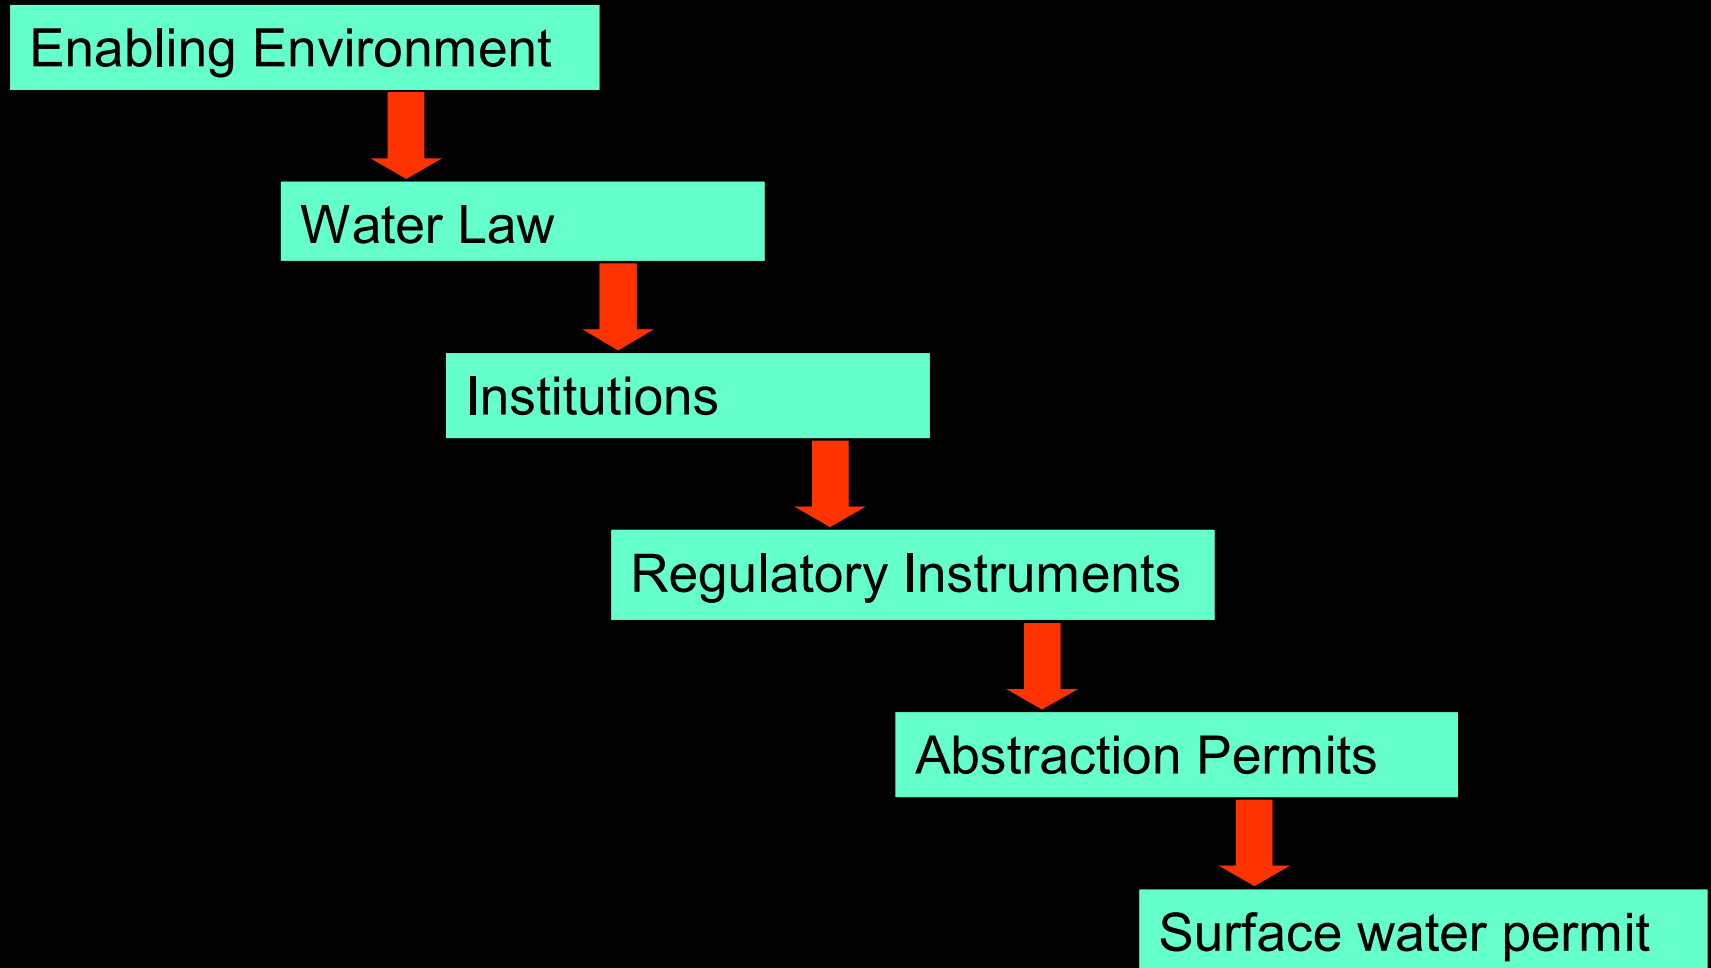 Enabling Environment
Water Law
Institutions
Regulatory Instruments
Abstraction Permits
Surface water permit